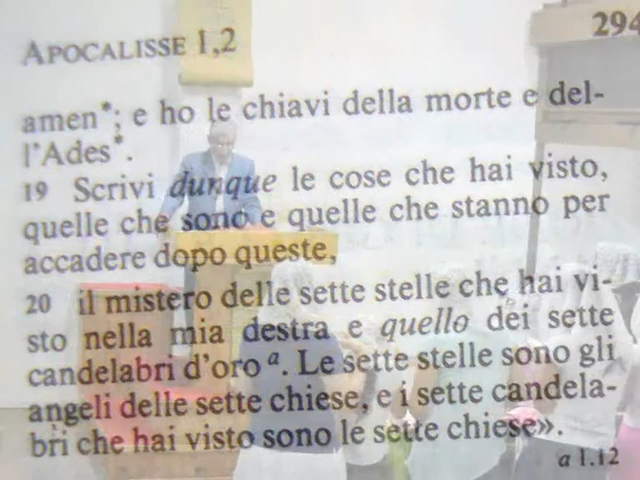 APOCALISSE 1,2
294
amen*; e ho le chiavi della morte e del-
l'Ades*.
19 Scrivi dunque le cose che hai visto,
quelle che sono e quelle che stanno per
accadere dopo queste,
20 il mistero delle sette stelle che hai vi-
sto nella mia destra e quello dei sette
candelabri d'oro a. Le sette stelle sono gli
angeli delle sette chiese, e i sette candela-
bri che hai visto sono le sette chiese».
a 1.12